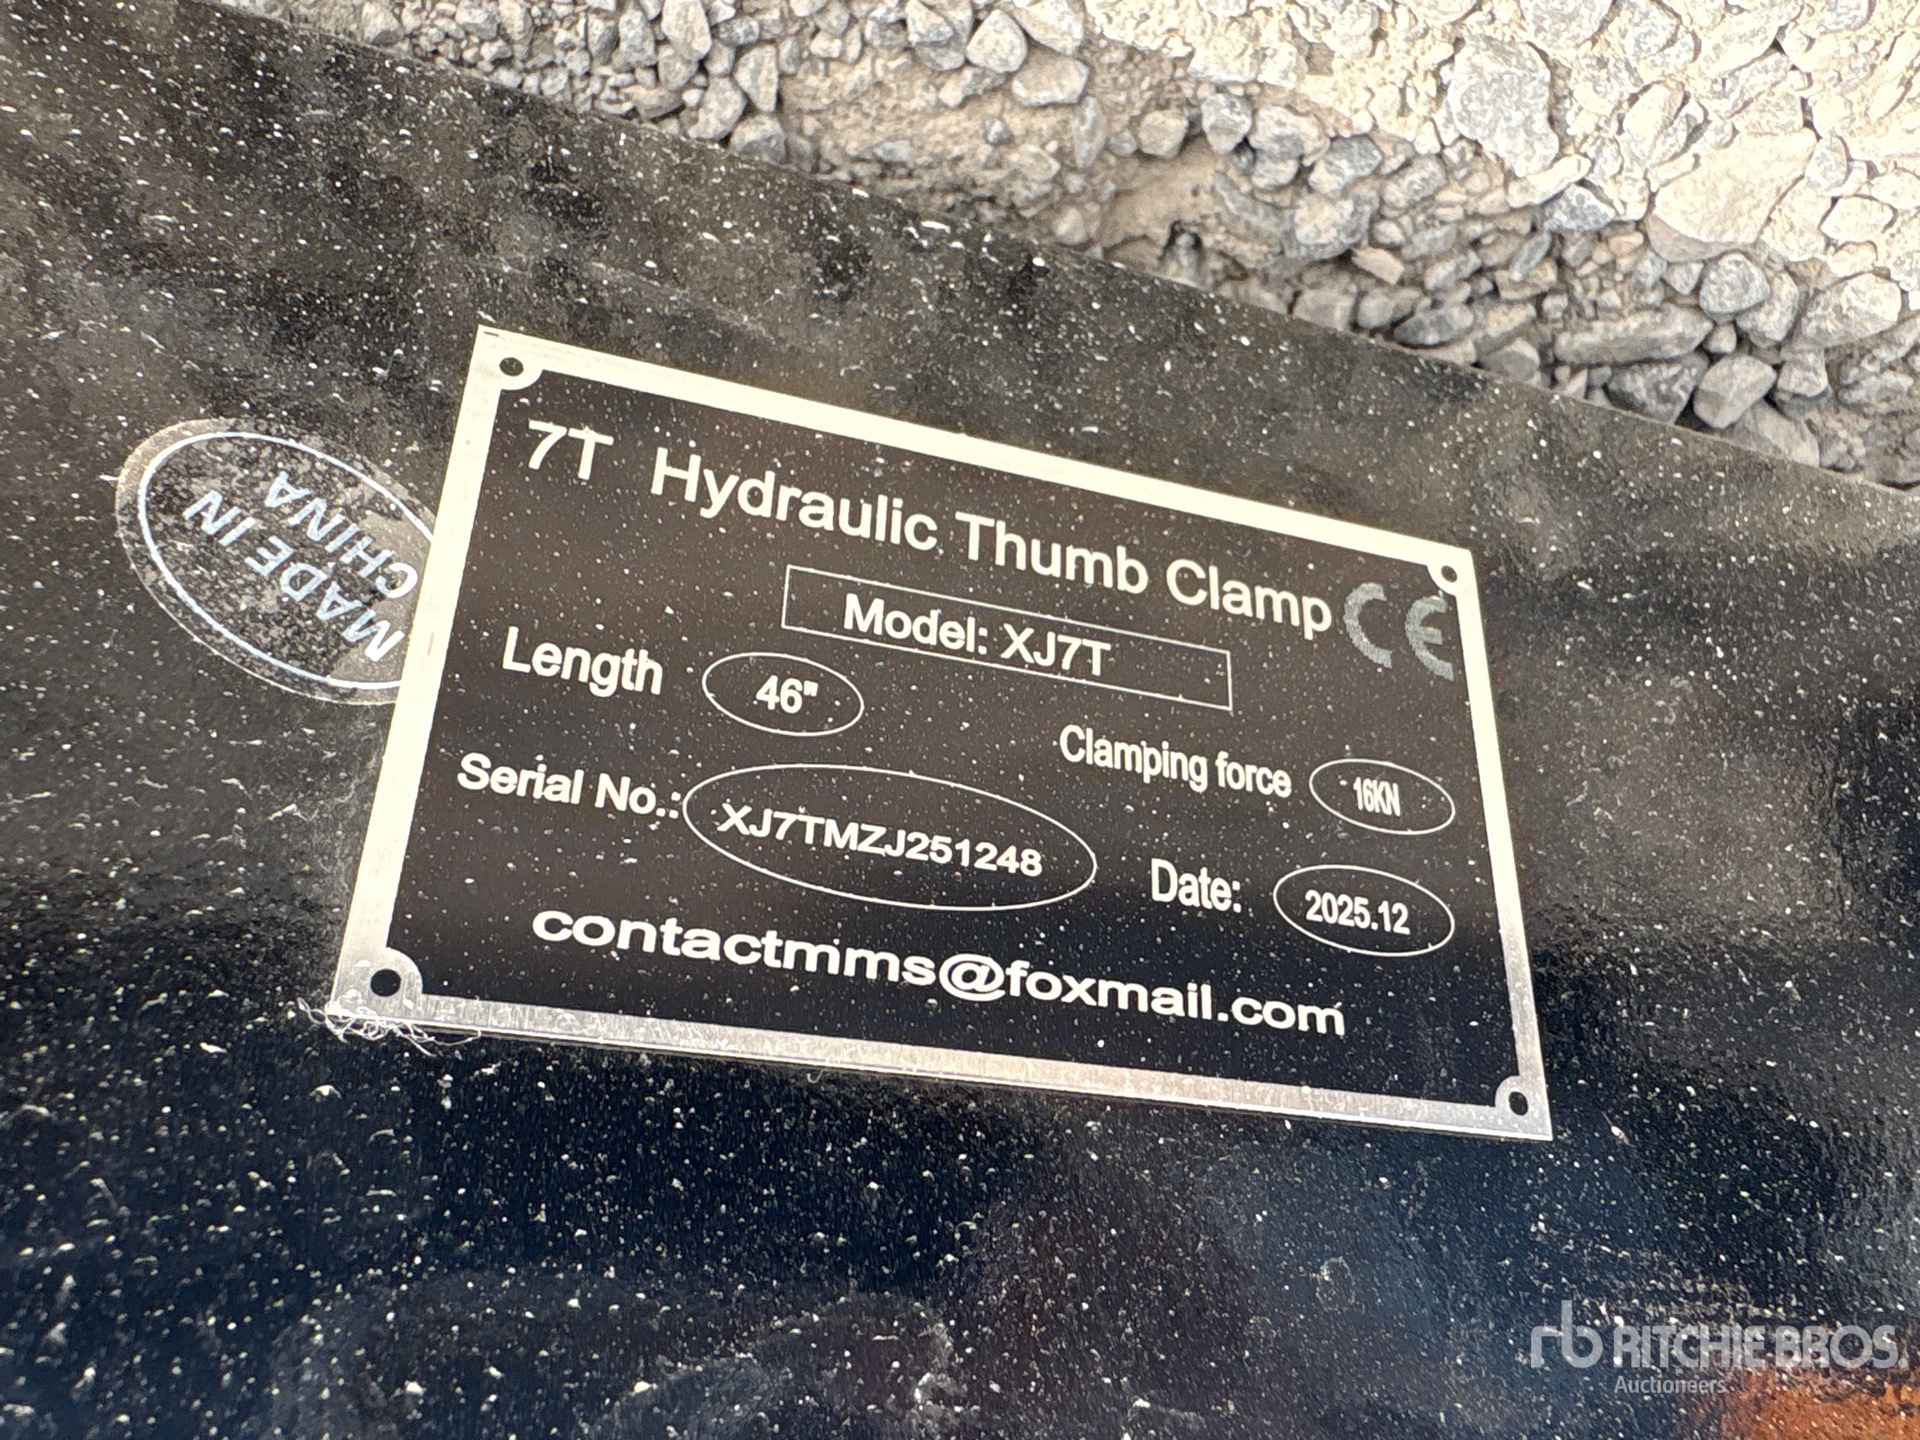 7T Hydraulic Thumb Clamp CE
Model: XJ7T
Length 46"
Clamping force 16KN
Serial No.: XJ7TMZJ251248
Date: 2025.12
contactmms@foxmail.com
MADE IN
CHINA
rb RITCHIE BROS.
Auctioneers